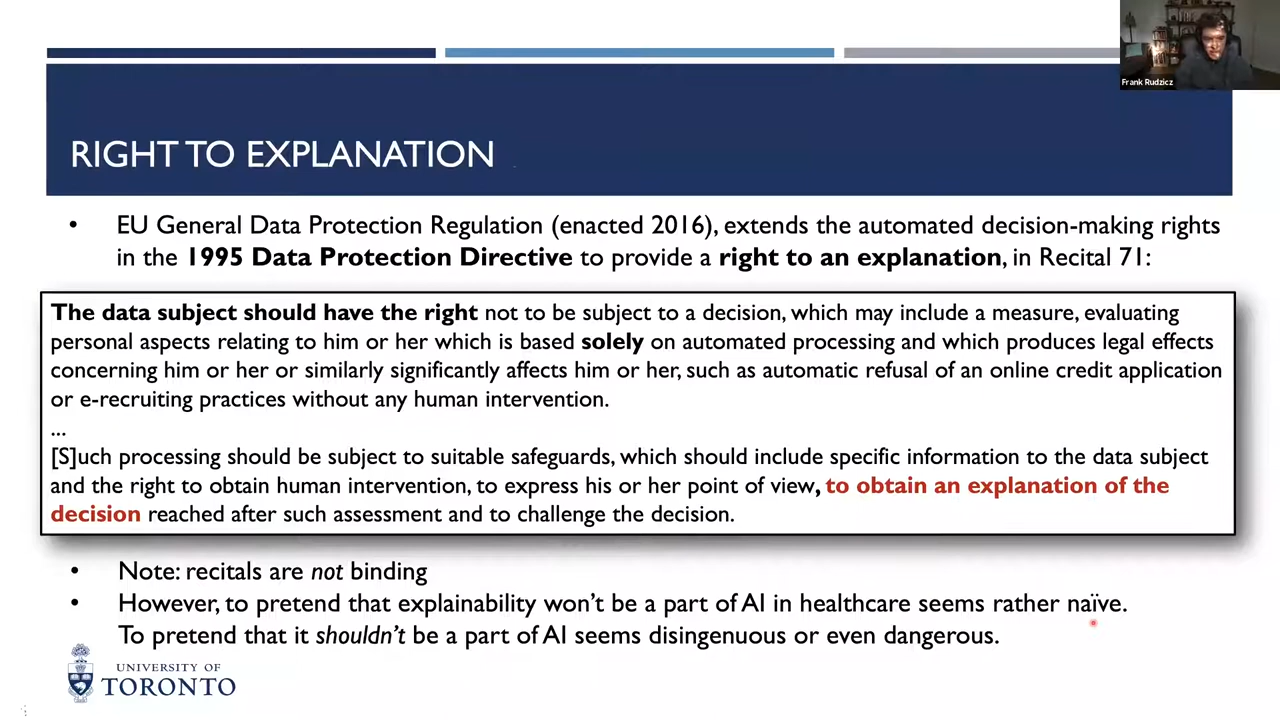 Frank Rudzicz
RIGHT TO EXPLANATION
• EU General Data Protection Regulation (enacted 2016), extends the automated decision-making rights
in the 1995 Data Protection Directive to provide a right to an explanation, in Recital 71:
The data subject should have the right not to be subject to a decision, which may include a measure, evaluating
personal aspects relating to him or her which is based solely on automated processing and which produces legal effects
concerning him or her or similarly significantly affects him or her, such as automatic refusal of an online credit application
or e-recruiting practices without any human intervention.
...
[S]uch processing should be subject to suitable safeguards, which should include specific information to the data subject
and the right to obtain human intervention, to express his or her point of view, to obtain an explanation of the
decision reached after such assessment and to challenge the decision.
• Note: recitals are not binding
• However, to pretend that explainability won't be a part of AI in healthcare seems rather naïve.
To pretend that it shouldn't be a part of AI seems disingenuous or even dangerous.
UNIVERSITY OF
TORONTO